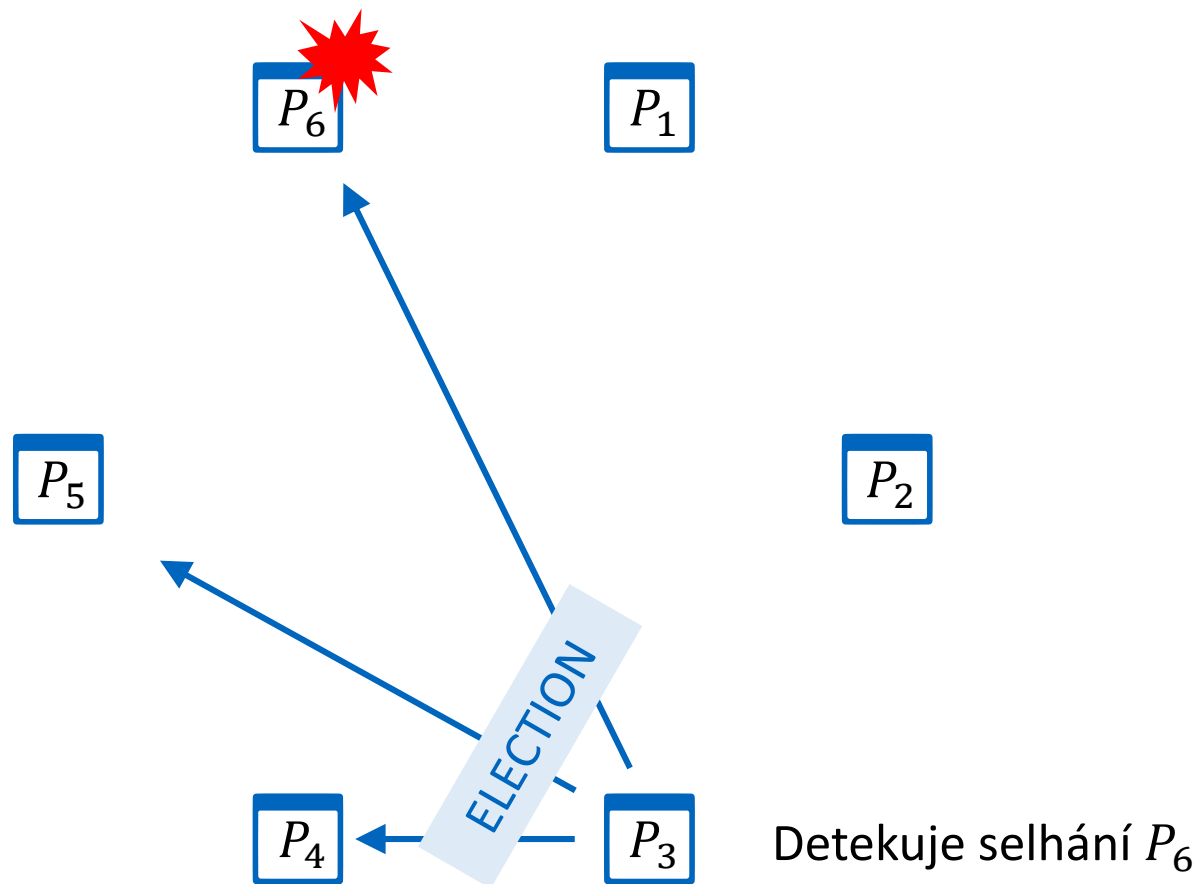 P₆
P₁
P₅
P₂
ELECTION
P₄
P₃
Detekuje selhání P₆